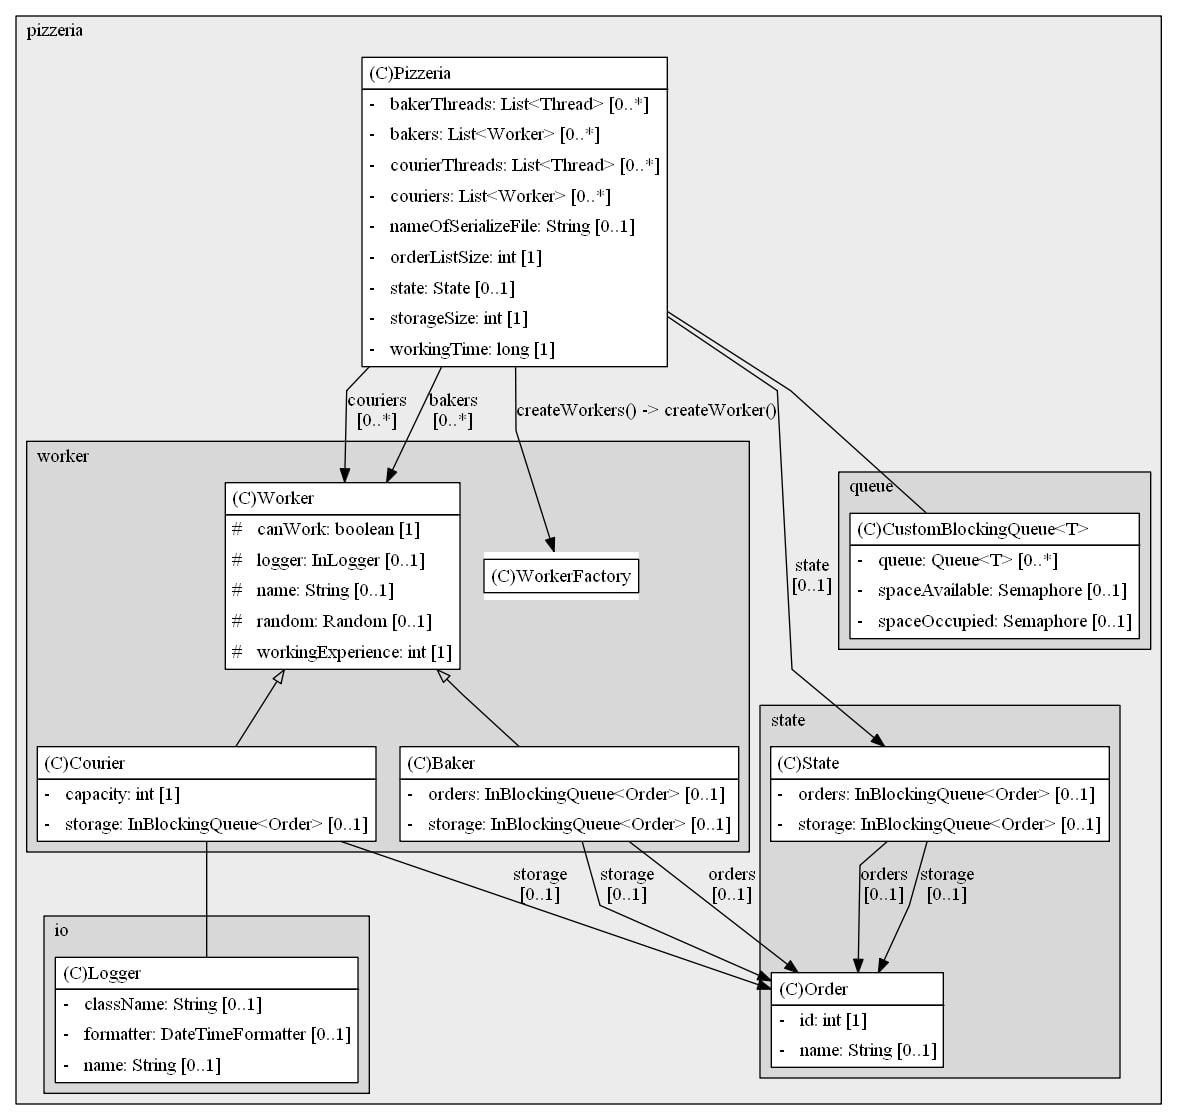 pizzeria
(C)Pizzeria
- bakerThreads: List<Thread> [0..*]
- bakers: List<Worker> [0..*]
- courierThreads: List<Thread> [0..*]
- couriers: List<Worker> [0..*]
- nameOfSerializeFile: String [0..1]
- orderListSize: int [1]
- state: State [0..1]
- storageSize: int [1]
- workingTime: long [1]
couriers
[0..*]
bakers
[0..*]
createWorkers() -> createWorker()
worker
(C)Worker
# canWork: boolean [1]
# logger: InLogger [0..1]
# name: String [0..1]
# random: Random [0..1]
# workingExperience: int [1]
(C)WorkerFactory
state
[0..1]
queue
(C)CustomBlockingQueue<T>
- queue: Queue<T> [0..*]
- spaceAvailable: Semaphore [0..1]
- spaceOccupied: Semaphore [0..1]
(C)Courier
- capacity: int [1]
- storage: InBlockingQueue<Order> [0..1]
(C)Baker
- orders: InBlockingQueue<Order> [0..1]
- storage: InBlockingQueue<Order> [0..1]
state
(C)State
- orders: InBlockingQueue<Order> [0..1]
- storage: InBlockingQueue<Order> [0..1]
storage
[0..1]
storage
[0..1]
orders
[0..1]
orders
[0..1]
storage
[0..1]
io
(C)Logger
- className: String [0..1]
- formatter: DateTimeFormatter [0..1]
- name: String [0..1]
(C)Order
- id: int [1]
- name: String [0..1]